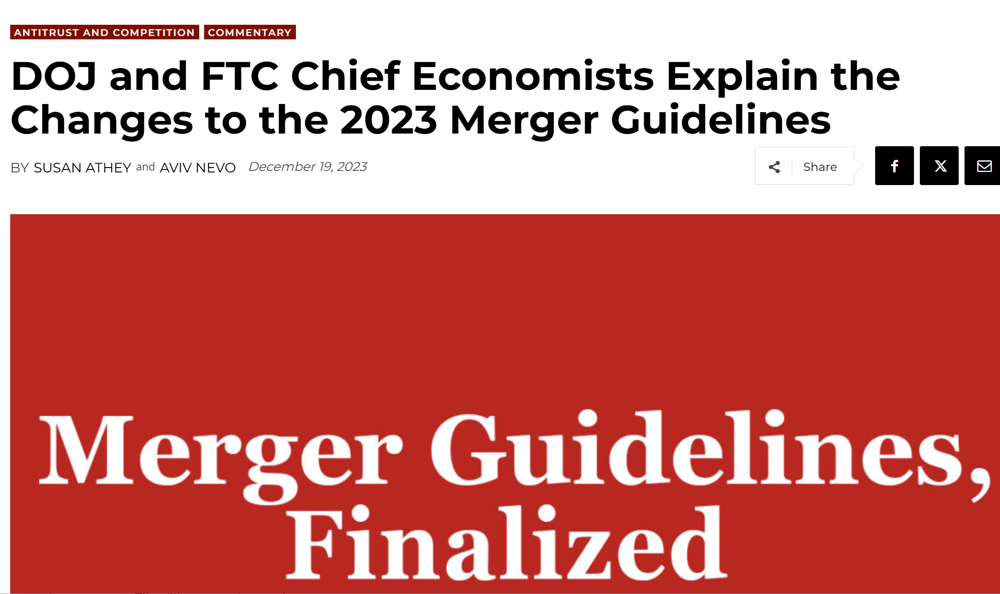 ANTITRUST AND COMPETITION COMMENTARY
DOJ and FTC Chief Economists Explain the
Changes to the 2023 Merger Guidelines
BY SUSAN ATHEY and AVIV NEVO December 19, 2023
Share
Merger Guidelines,
Finalized